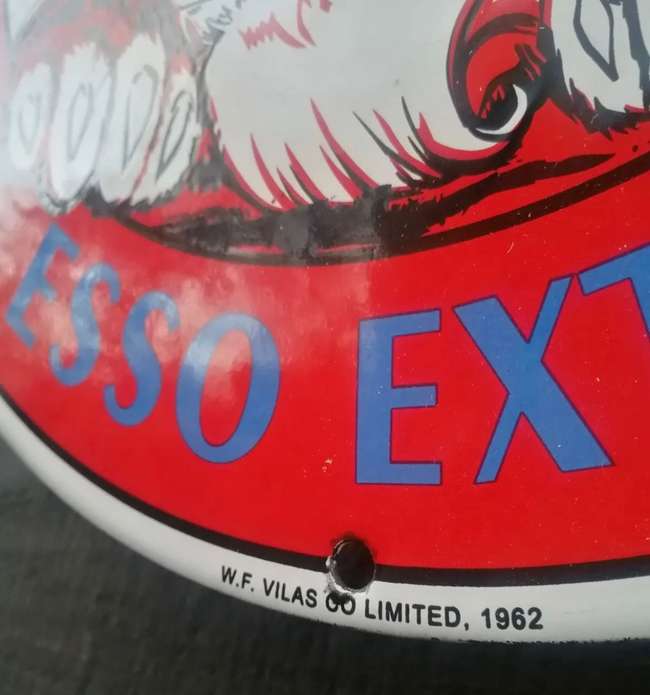 ESSO EXT
W.F. VILAS CO LIMITED, 1962